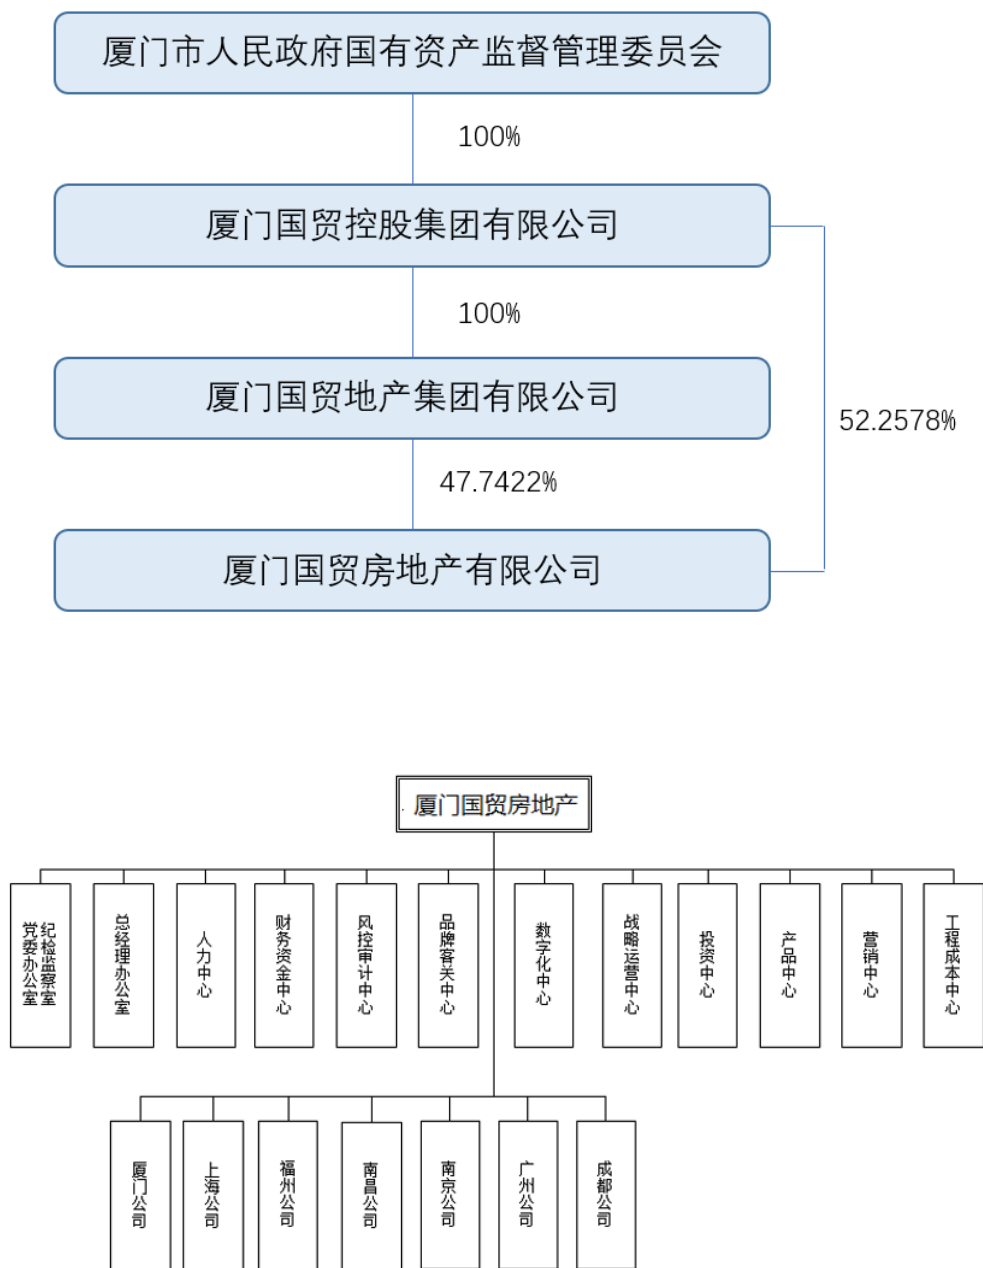 厦门市人民政府国有资产监督管理委员会
100%
厦门国贸控股集团有限公司
100%
厦门国贸地产集团有限公司
52.2578%
47.7422%
厦门国贸房地产有限公司
厦门国贸房地产
纪检监察室
党委办公室
总经理办公室
人力中心
财务资金中心
风控审计中心
品牌客关中心
数字化中心
战略运营中心
投资中心
产品中心
营销中心
工程成本中心
厦门公司
上海公司
福州公司
南昌公司
南京公司
广州公司
成都公司